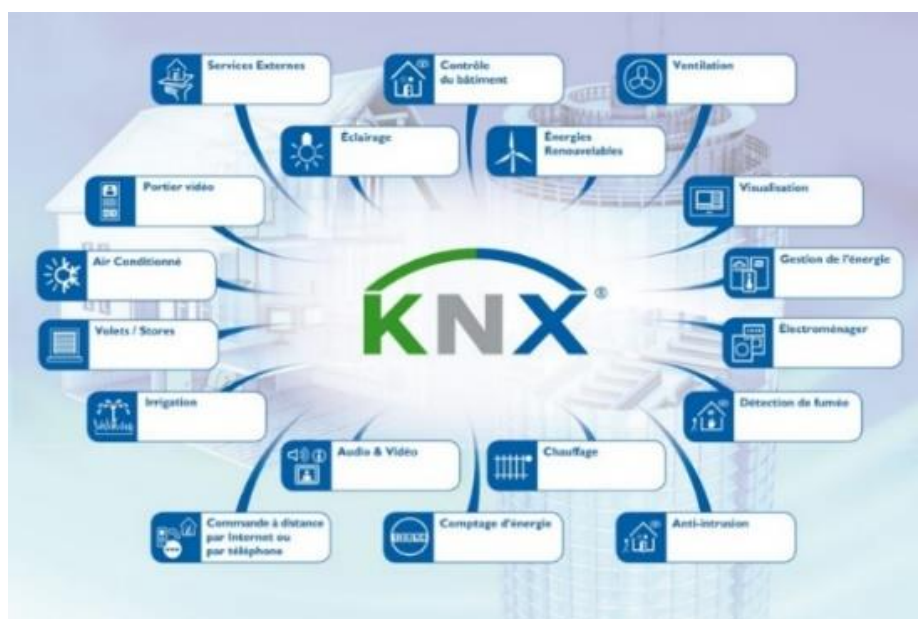 Services Externes
Contrôle
du bâtiment
Ventilation
Éclairage
Énergies
Renouvelables
Portier vidéo
Visualisation
Air Conditionné
Gestion de l'énergie
KNX®
Volets / Stores
Électroménager
Irrigation
Détection de fumée
Audio & Vidéo
Chauffage
Commande à distance
par Internet ou
par téléphone
Comptage d'énergie
Anti-intrusion